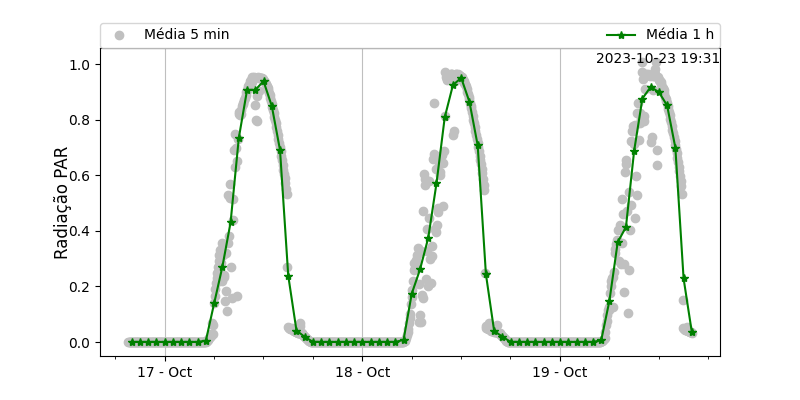 Média 5 min
Média 1 h
2023-10-23 19:31
Radiação PAR
1.0
0.8
0.6
0.4
0.2
0.0
17 - Oct
18 - Oct
19 - Oct